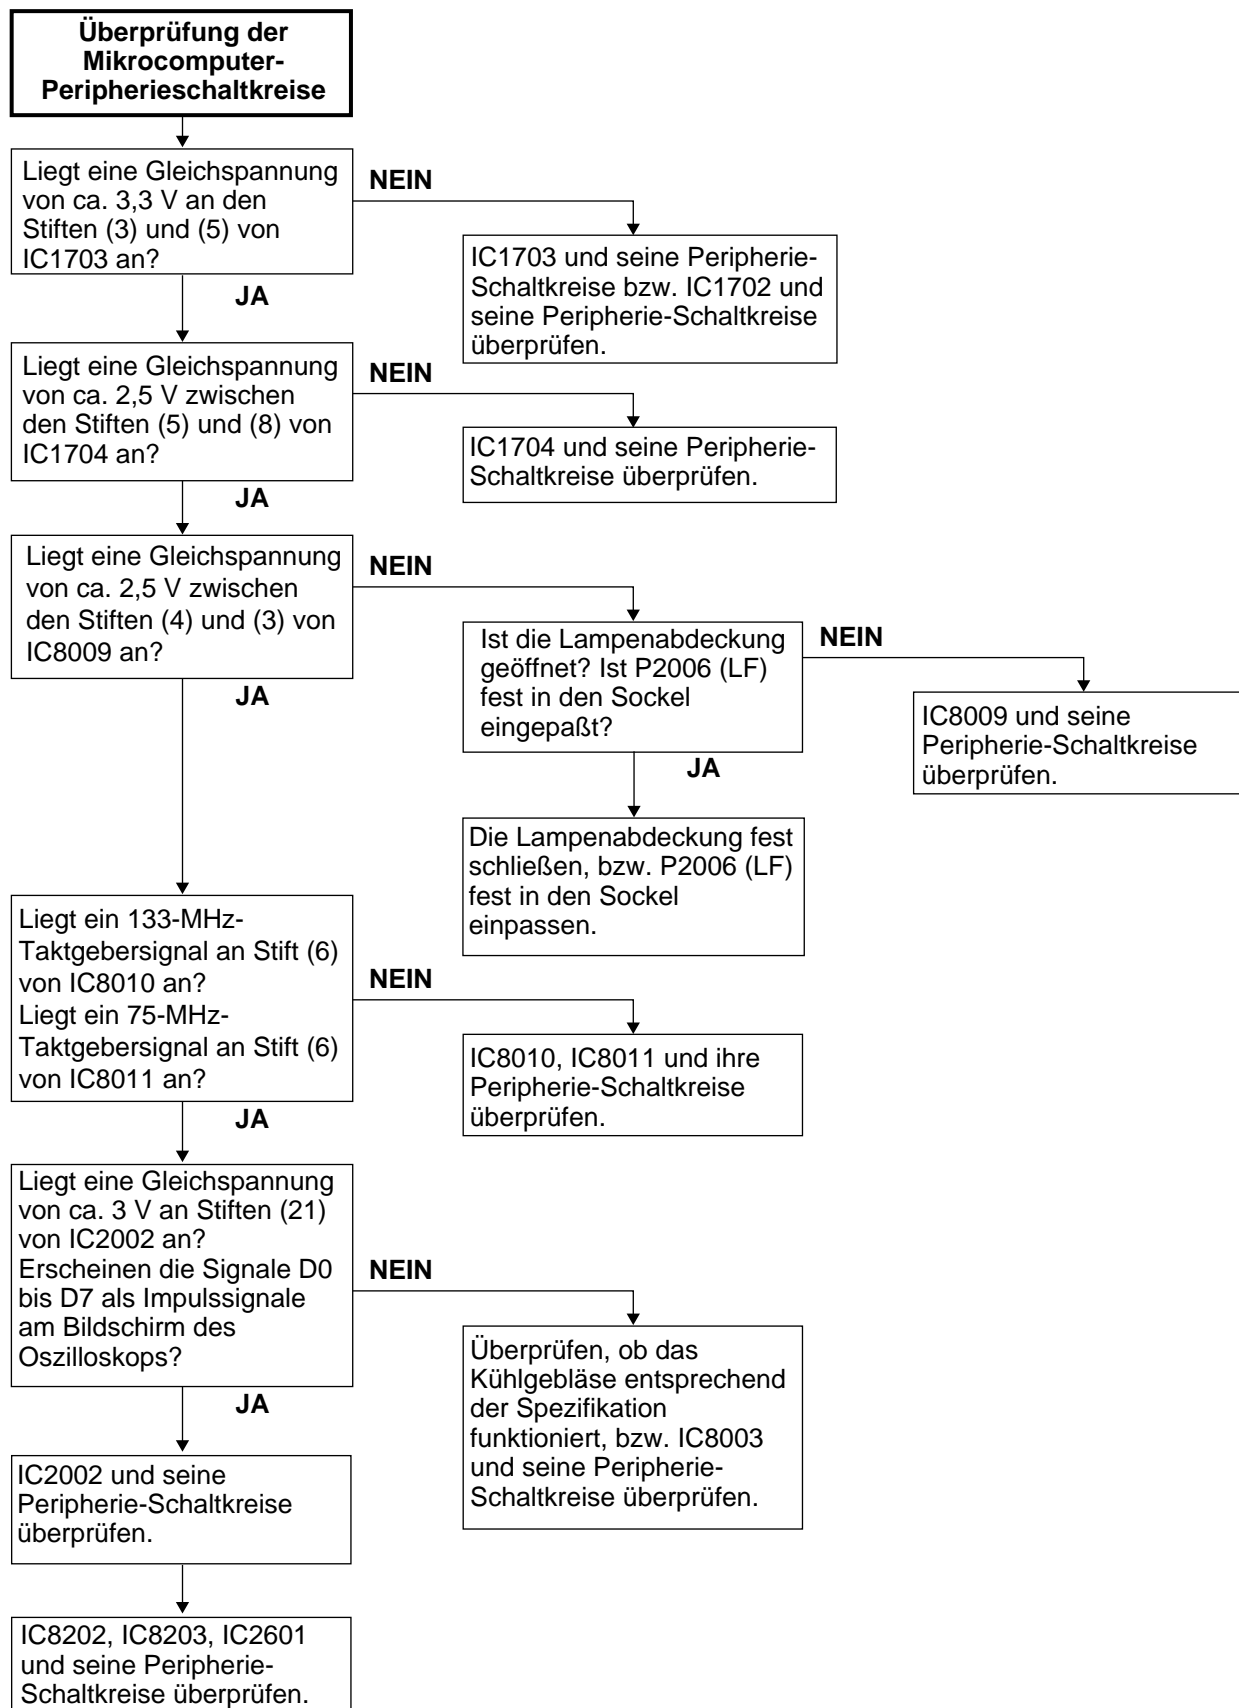 Überprüfung der
Mikrocomputer-
Peripherieschaltkreise
Liegt eine Gleichspannung
von ca. 3,3 V an den
Stiften (3) und (5) von
IC1703 an?
NEIN
IC1703 und seine Peripherie-
Schaltkreise bzw. IC1702 und
seine Peripherie-Schaltkreise
überprüfen.
JA
Liegt eine Gleichspannung
von ca. 2,5 V zwischen
den Stiften (5) und (8) von
IC1704 an?
NEIN
IC1704 und seine Peripherie-
Schaltkreise überprüfen.
JA
Liegt eine Gleichspannung
von ca. 2,5 V zwischen
den Stiften (4) und (3) von
IC8009 an?
NEIN
Ist die Lampenabdeckung
geöffnet? Ist P2006 (LF)
fest in den Sockel
eingepaßt?
NEIN
IC8009 und seine
Peripherie-Schaltkreise
überprüfen.
JA
Die Lampenabdeckung fest
schließen, bzw. P2006 (LF)
fest in den Sockel
einpassen.
JA
Liegt ein 133-MHz-
Taktgebersignal an Stift (6)
von IC8010 an?
Liegt ein 75-MHz-
Taktgebersignal an Stift (6)
von IC8011 an?
NEIN
IC8010, IC8011 und ihre
Peripherie-Schaltkreise
überprüfen.
JA
Liegt eine Gleichspannung
von ca. 3 V an Stiften (21)
von IC2002 an?
Erscheinen die Signale D0
bis D7 als Impulssignale
am Bildschirm des
Oszilloskops?
NEIN
Überprüfen, ob das
Kühlgebläse entsprechend
der Spezifikation
funktioniert, bzw. IC8003
und seine Peripherie-
Schaltkreise überprüfen.
JA
IC2002 und seine
Peripherie-Schaltkreise
überprüfen.
IC8202, IC8203, IC2601
und seine Peripherie-
Schaltkreise überprüfen.